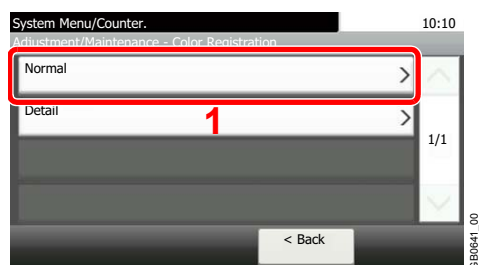 System Menu/Counter.
10:10
Adjustment/Maintenance - Color Registration
Normal
Detail
1
1/1
< Back
GB0641_00